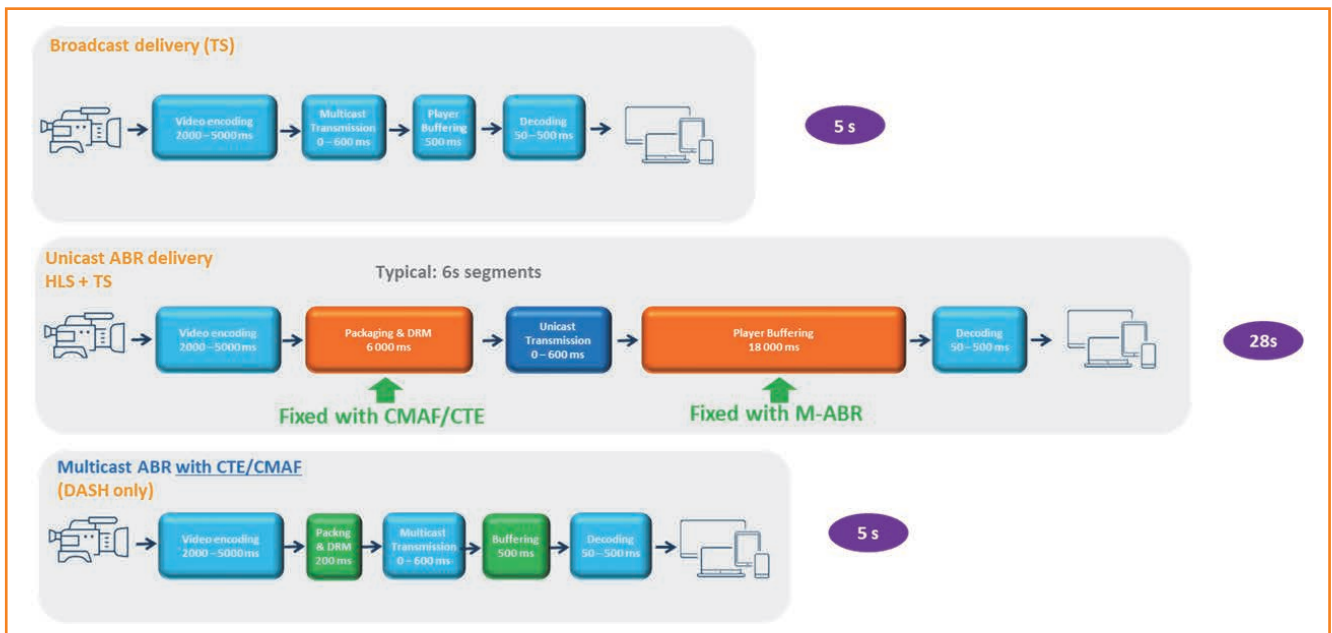 Broadcast delivery (TS)
Video encoding
2000 – 5000 ms
Multicast
Transmission
0 – 600 ms
Player
Buffering
500 ms
Decoding
50 – 500 ms
5 s
Unicast ABR delivery
HLS + TS
Typical: 6s segments
Video encoding
2000 – 5000 ms
Packaging & DRM
6 000 ms
Unicast
Transmission
0 – 600 ms
Player Buffering
18 000 ms
Decoding
50 – 500 ms
28s
Fixed with CMAF/CTE
Fixed with M-ABR
Multicast ABR with CTE/CMAF
(DASH only)
Video encoding
2000 – 5000 ms
Packng
& DRM
200 ms
Multicast
Transmission
0 – 600 ms
Buffering
500 ms
Decoding
50 – 500 ms
5 s